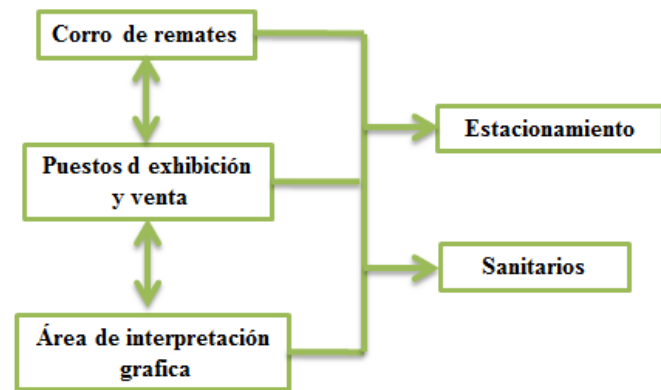 Corro de remates
Estacionamiento
Puestos d exhibición
y venta
Sanitarios
Área de interpretación
grafica